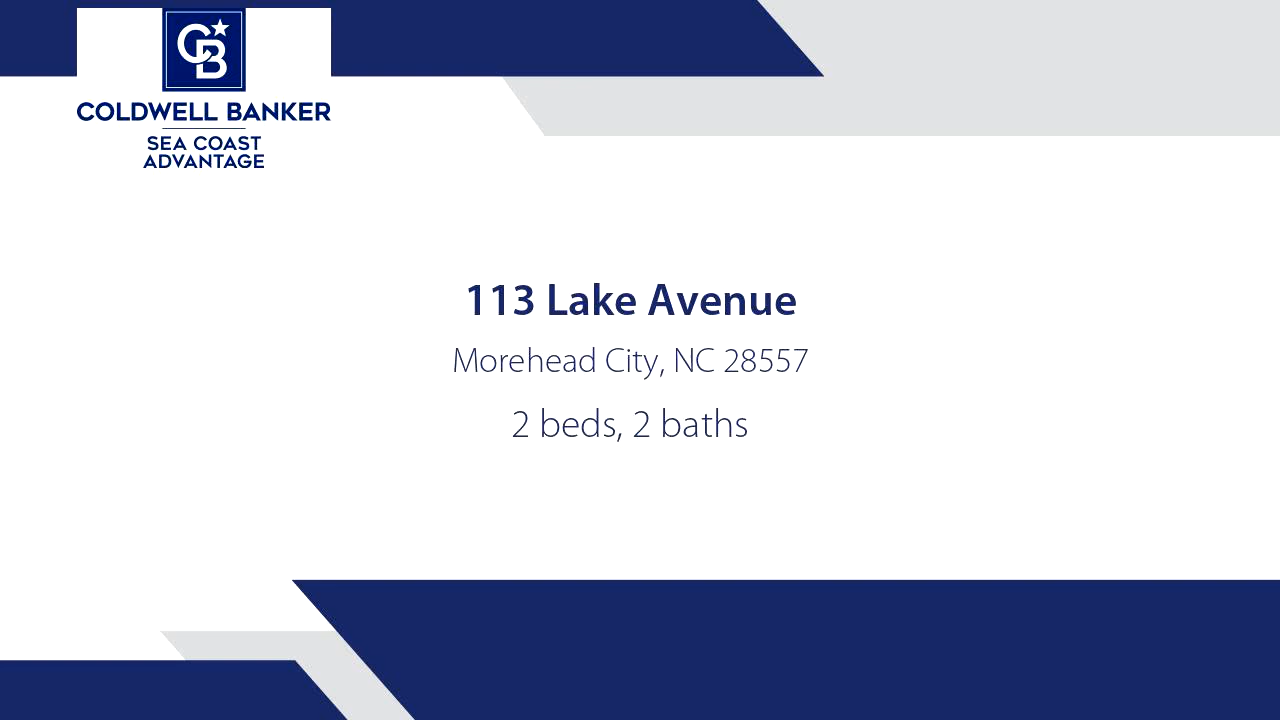 CB
COLDWELL BANKER
SEA COAST
ADVANTAGE
113 Lake Avenue
Morehead City, NC 28557
2 beds, 2 baths